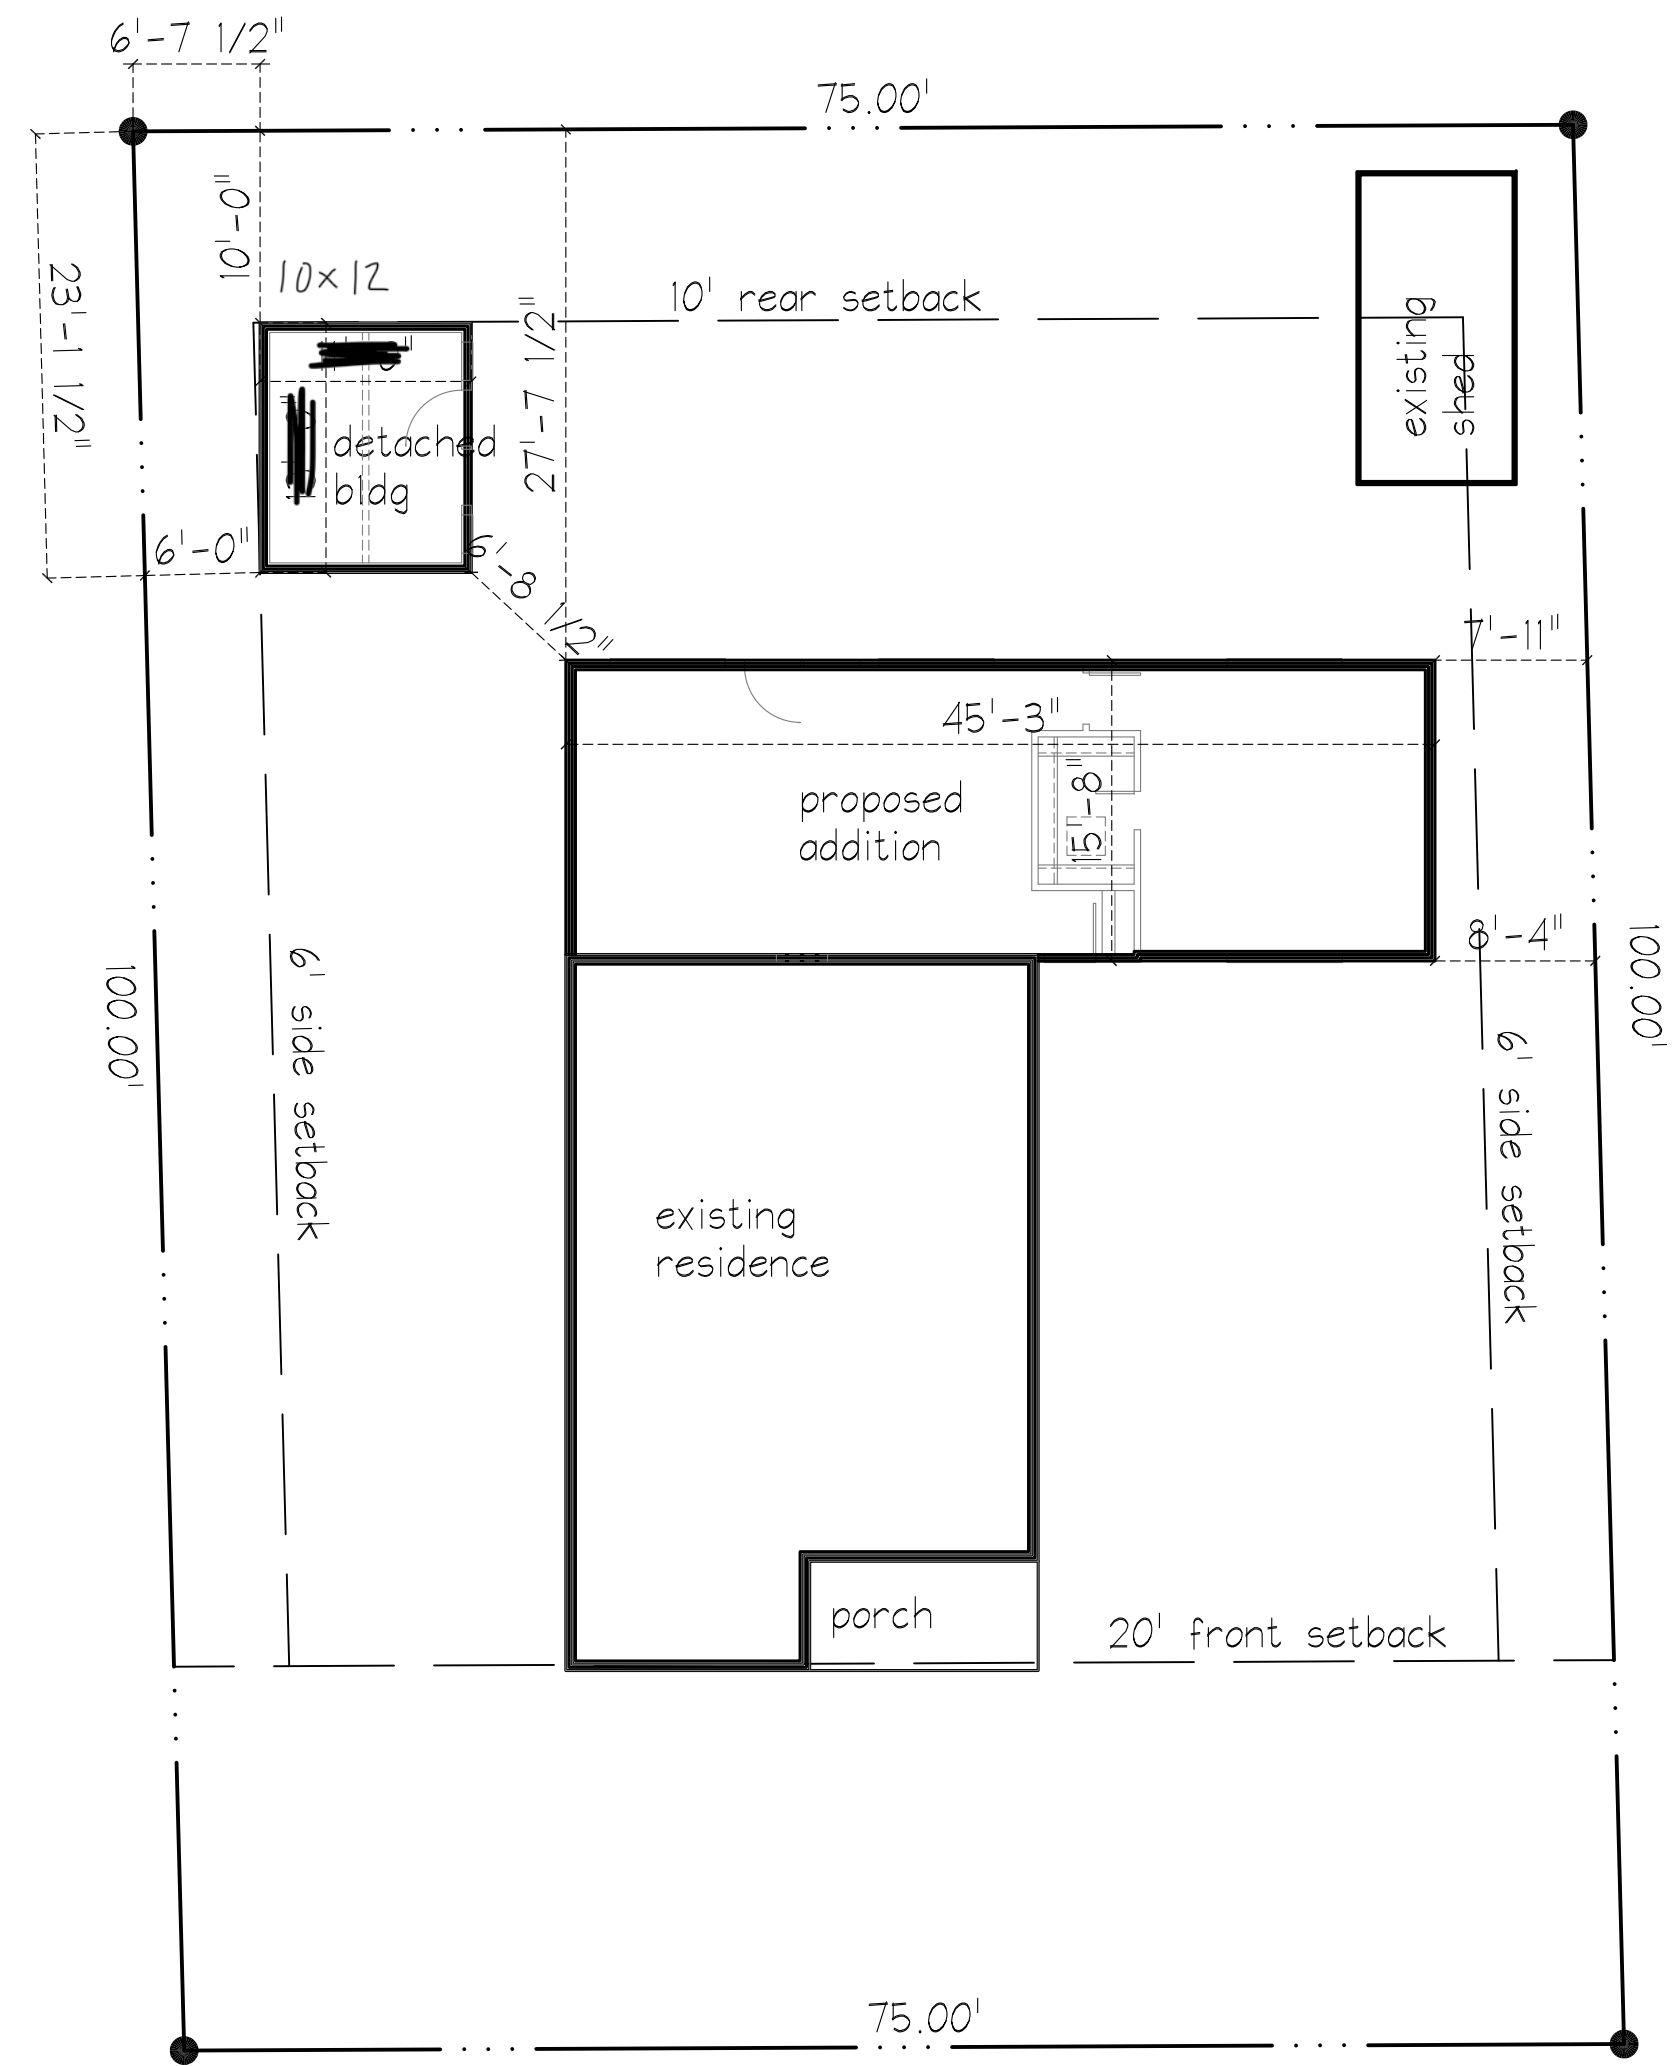 6'-7 1/2"
75.00'
10'-0"
23'-1 1/2"
10x12
10' rear setback
27'-7 1/2"
existing
shed
detached
bldg
6'-0"
6'-8 1/2"
7'-11"
45'-3"
15'-8"
proposed
addition
8'-4"
100.00'
100.00'
6' side setback
6' side setback
existing
residence
porch
20' front setback
75.00'